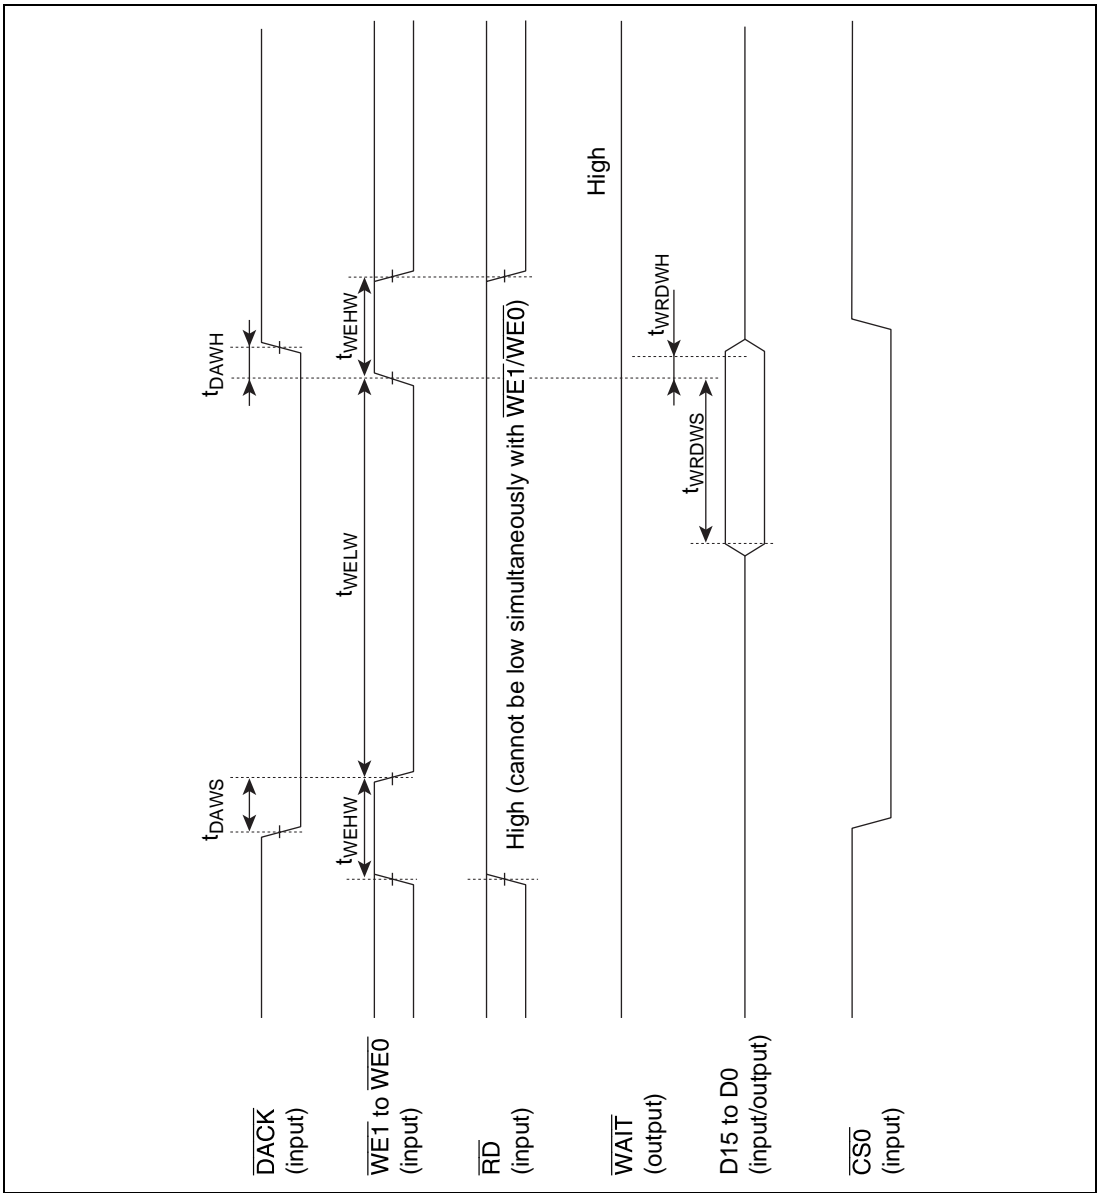 DACK
(input)
tDAWS
tDAWH
WE1 to WE0
(input)
tWEHW
tWELW
tWEHW
RD
(input)
High (cannot be low simultaneously with WE1/WE0)
WAIT
(output)
High
D15 to D0
(input/output)
tWRDWS
tWRDWH
CS0
(input)